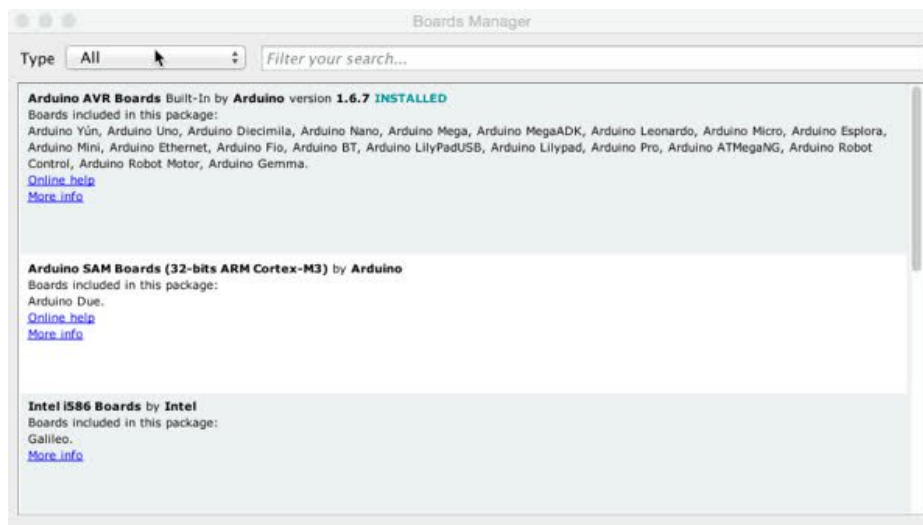 Boards Manager
Type All Filter your search...
Arduino AVR Boards Built-In by Arduino version 1.6.7 INSTALLED
Boards included in this package:
Arduino Yún, Arduino Uno, Arduino Diecimila, Arduino Nano, Arduino Mega, Arduino MegaADK, Arduino Leonardo, Arduino Micro, Arduino Esplora,
Arduino Mini, Arduino Ethernet, Arduino Fio, Arduino BT, Arduino LilyPadUSB, Arduino Lilypad, Arduino Pro, Arduino ATMegaNG, Arduino Robot
Control, Arduino Robot Motor, Arduino Gemma.
Online help
More info
Arduino SAM Boards (32-bits ARM Cortex-M3) by Arduino
Boards included in this package:
Arduino Due.
Online help
More info
Intel i586 Boards by Intel
Boards included in this package:
Galileo.
More info